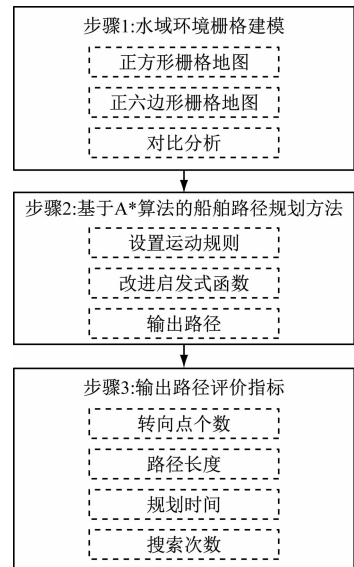 步骤1:水域环境栅格建模
正方形栅格地图
正六边形栅格地图
对比分析
步骤2:基于A*算法的船舶路径规划方法
设置运动规则
改进启发式函数
输出路径
步骤3:输出路径评价指标
转向点个数
路径长度
规划时间
搜索次数